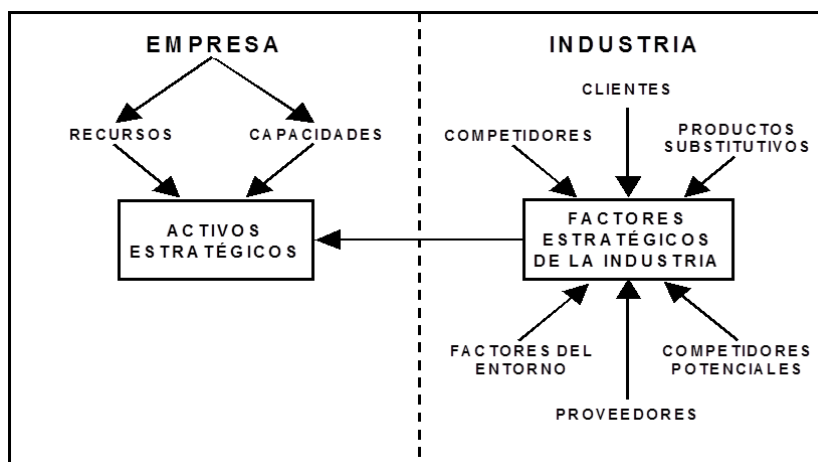 EMPRESA
INDUSTRIA
CLIENTES
RECURSOS
CAPACIDADES
COMPETIDORES
PRODUCTOS
SUBSTITUTIVOS
ACTIVOS
ESTRATÉGICOS
FACTORES
ESTRATÉGICOS
DE LA INDUSTRIA
FACTORES DEL
ENTORNO
COMPETIDORES
POTENCIALES
PROVEEDORES